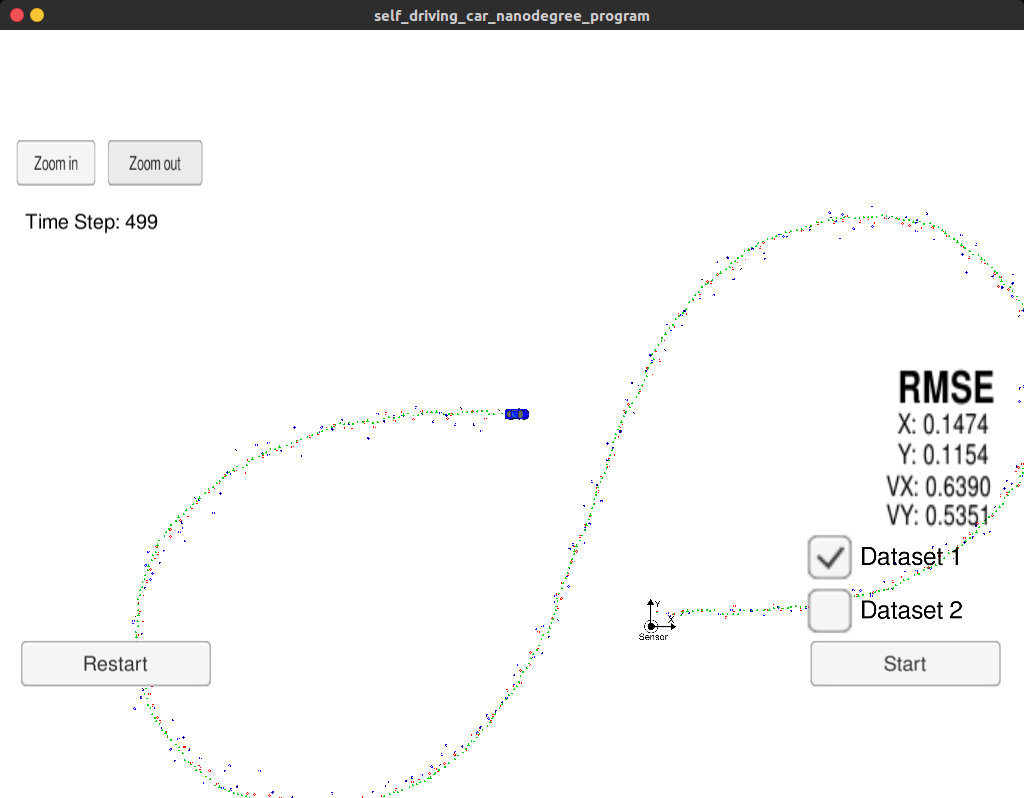 self_driving_car_nanodegree_program
Zoom in
Zoom out
Time Step: 499
RMSE
X: 0.1474
Y: 0.1154
VX: 0.6390
VY: 0.5351
Dataset 1
Dataset 2
Y
X
Sensor
Restart
Start